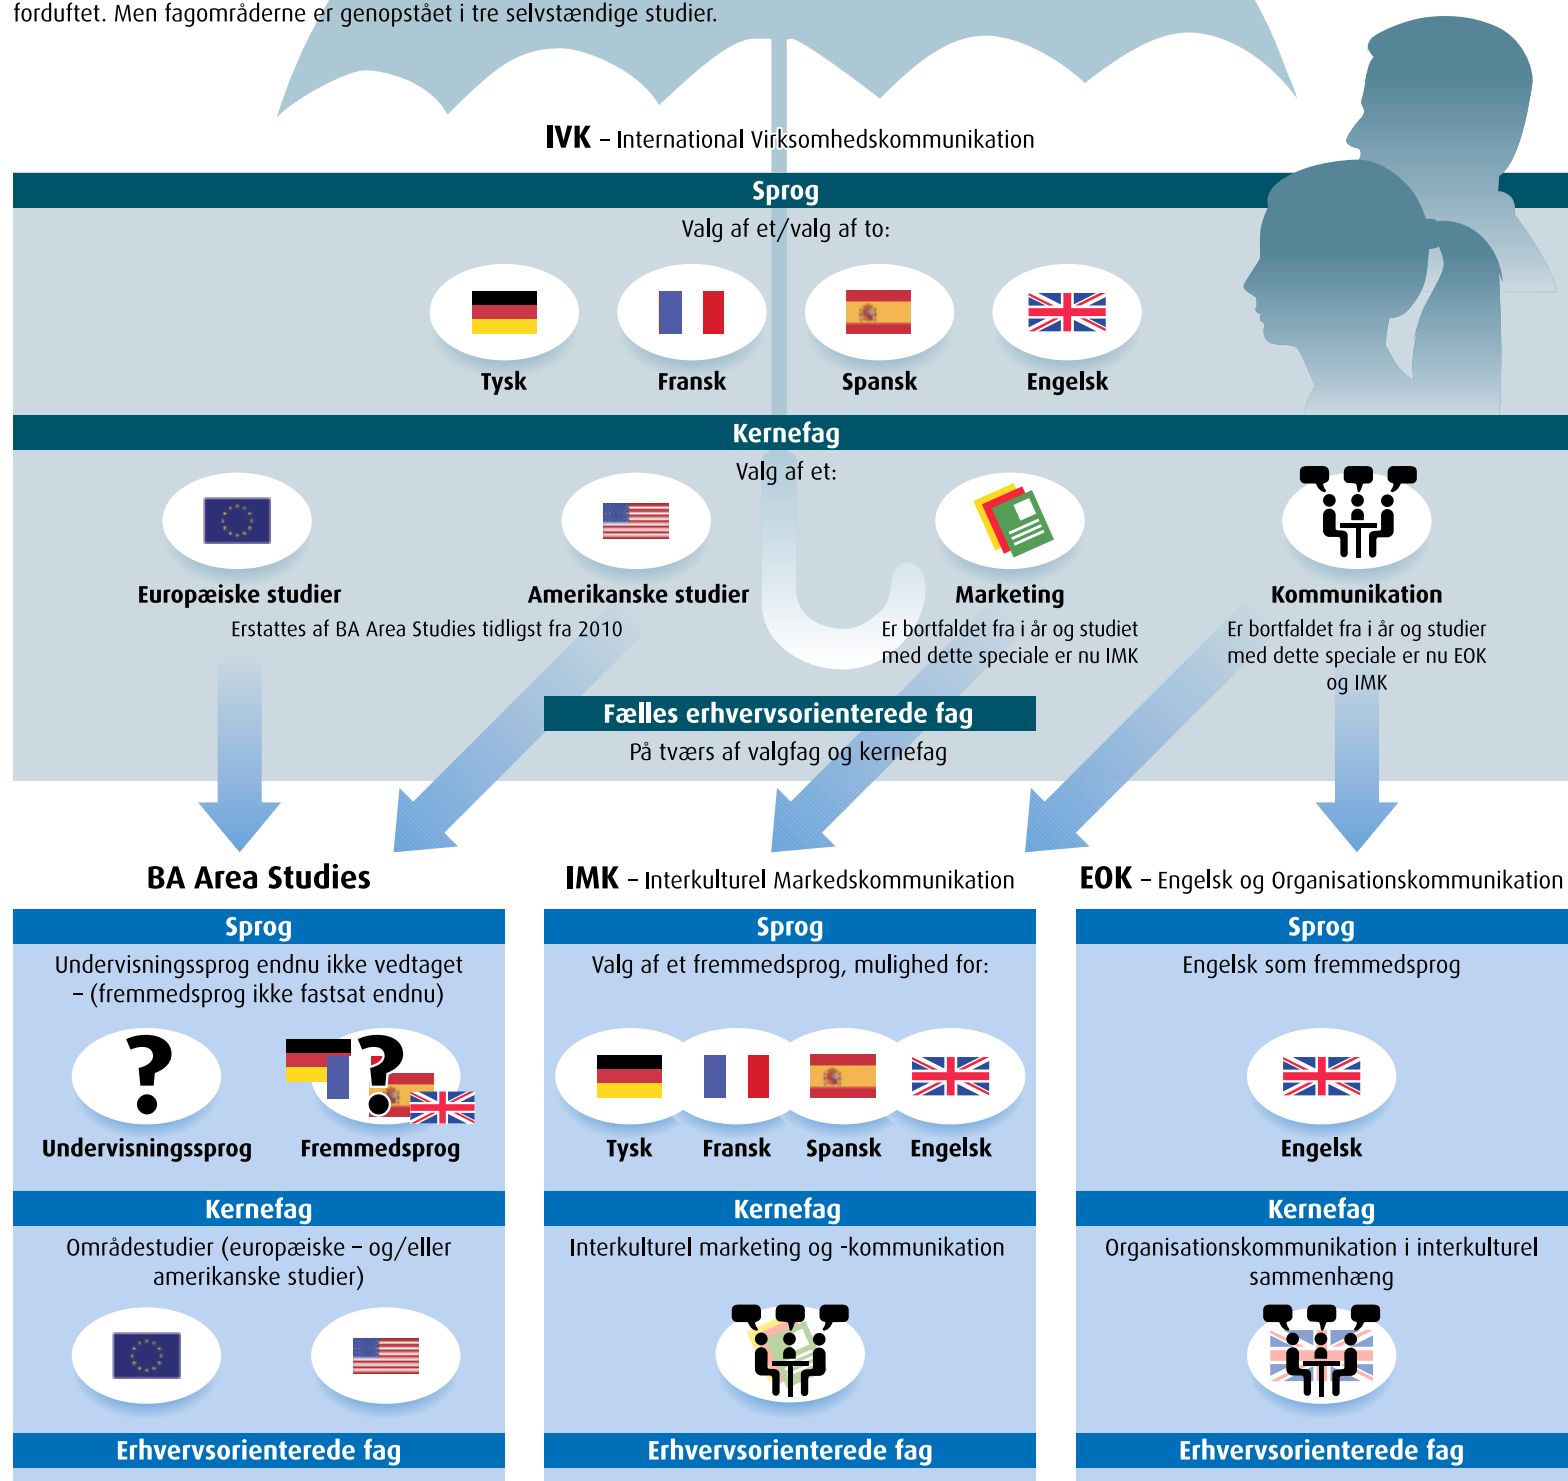 forduftet. Men fagområderne er genopstået i tre selvstændige studier.
IVK – International Virksomhedskommunikation
Sprog
Valg af et/valg af to:
Tysk
Fransk
Spansk
Engelsk
Kernefag
Valg af et:
Europæiske studier
Amerikanske studier
Erstattes af BA Area Studies tidligst fra 2010
Marketing
Er bortfaldet fra i år og studiet
med dette speciale er nu IMK
Kommunikation
Er bortfaldet fra i år og studier
med dette speciale er nu EOK
og IMK
Fælles erhvervsorienterede fag
På tværs af valgfag og kernefag
BA Area Studies
Sprog
Undervisningssprog endnu ikke vedtaget
– (fremmedsprog ikke fastsat endnu)
?
?
Undervisningssprog
Fremmedsprog
Kernefag
Områdestudier (europæiske – og/eller
amerikanske studier)
Erhvervsorienterede fag
IMK – Interkulturel Markedskommunikation
Sprog
Valg af et fremmedsprog, mulighed for:
Tysk
Fransk
Spansk
Engelsk
Kernefag
Interkulturel marketing og -kommunikation
Erhvervsorienterede fag
EOK – Engelsk og Organisationskommunikation
Sprog
Engelsk som fremmedsprog
Engelsk
Kernefag
Organisationskommunikation i interkulturel
sammenhæng
Erhvervsorienterede fag